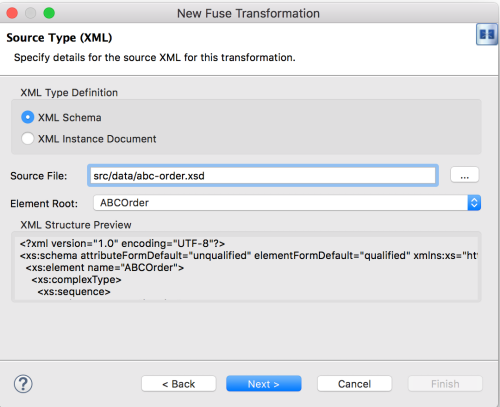 New Fuse Transformation
Source Type (XML)
Specify details for the source XML for this transformation.
XML Type Definition
XML Schema
XML Instance Document
Source File: src/data/abc-order.xsd ...
Element Root: ABCOrder
XML Structure Preview
<?xml version="1.0" encoding="UTF-8"?>
<xs:schema attributeFormDefault="unqualified" elementFormDefault="qualified" xmlns:xs="htt
<xs:element name="ABCOrder">
<xs:complexType>
<xs:sequence>
? < Back Next > Cancel Finish